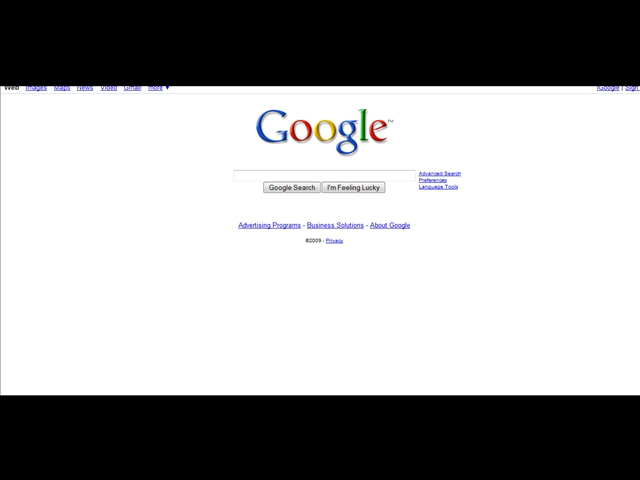 Web Images Maps News Video Gmail more ▼ iGoogle | Sign
Google™
Advanced Search
Preferences
Language Tools
Google Search I'm Feeling Lucky
Advertising Programs - Business Solutions - About Google
©2009 - Privacy